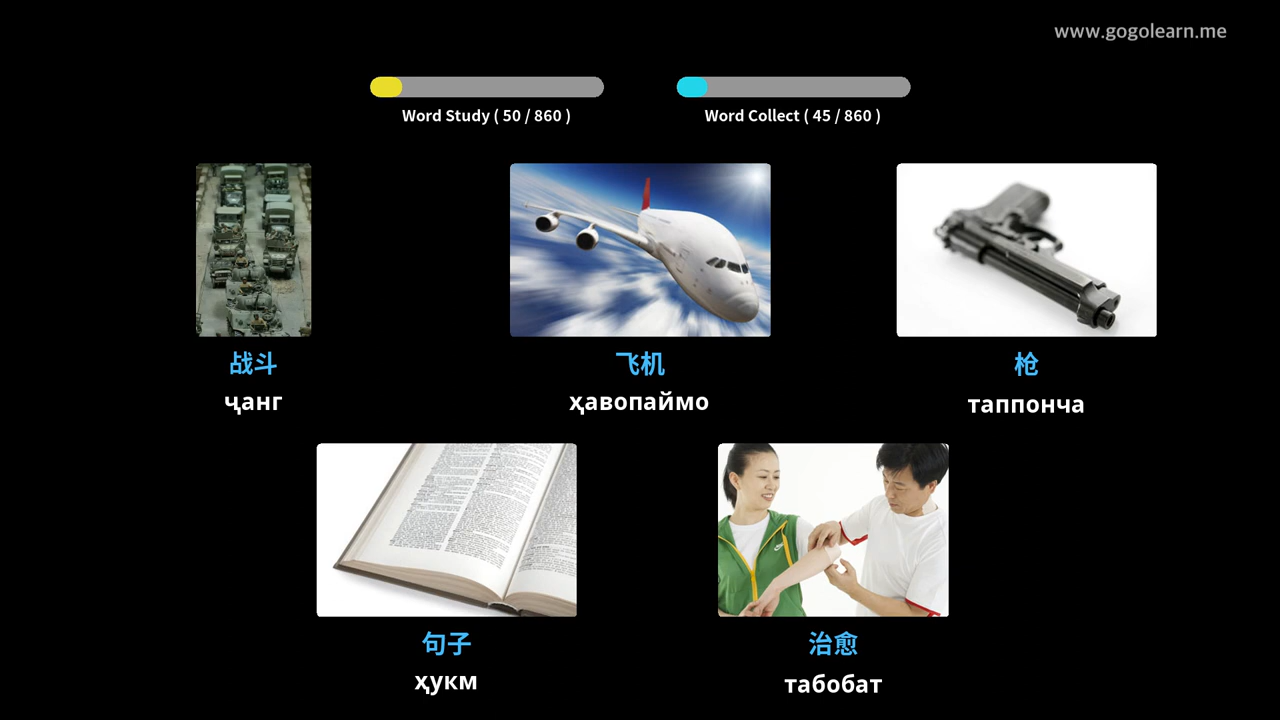 www.gogolearn.me
Word Study ( 50 / 860 )
Word Collect ( 45 / 860 )
战斗
飞机
枪
ҷанг
ҳавопаймо
таппонча
句子
治愈
ҳукм
табобат